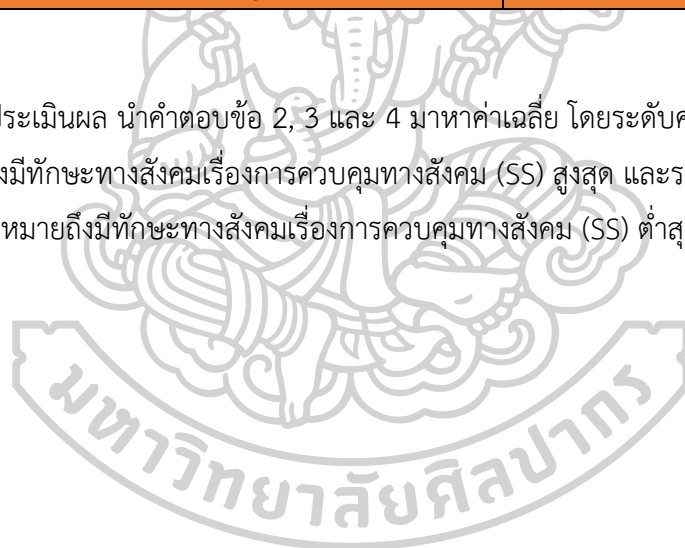 ประเมินผล นำคำตอบข้อ 2, 3 และ 4 มาหาค่าเฉลี่ย โดยระดับค
งมีทักษะทางสังคมเรื่องการควบคุมทางสังคม (SS) สูงสุด และร
หมายถึงมีทักษะทางสังคมเรื่องการควบคุมทางสังคม (SS) ต่ำสุ
มหาวิทยาลัยศิลปากร